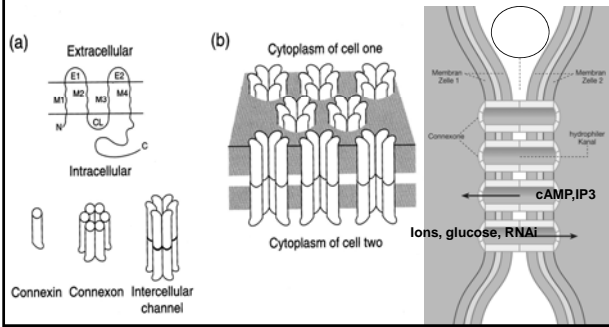 (a)
Extracellular
E1
E2
M1
M2
M3
M4
N
CL
C
Intracellular
Connexin
Connexon
Intercellular
channel
(b)
Cytoplasm of cell one
Cytoplasm of cell two
Membran
Zelle 1
Membran
Zelle 2
Connexone
hydrophiler
Kanal
cAMP,IP3
Ions, glucose, RNAi